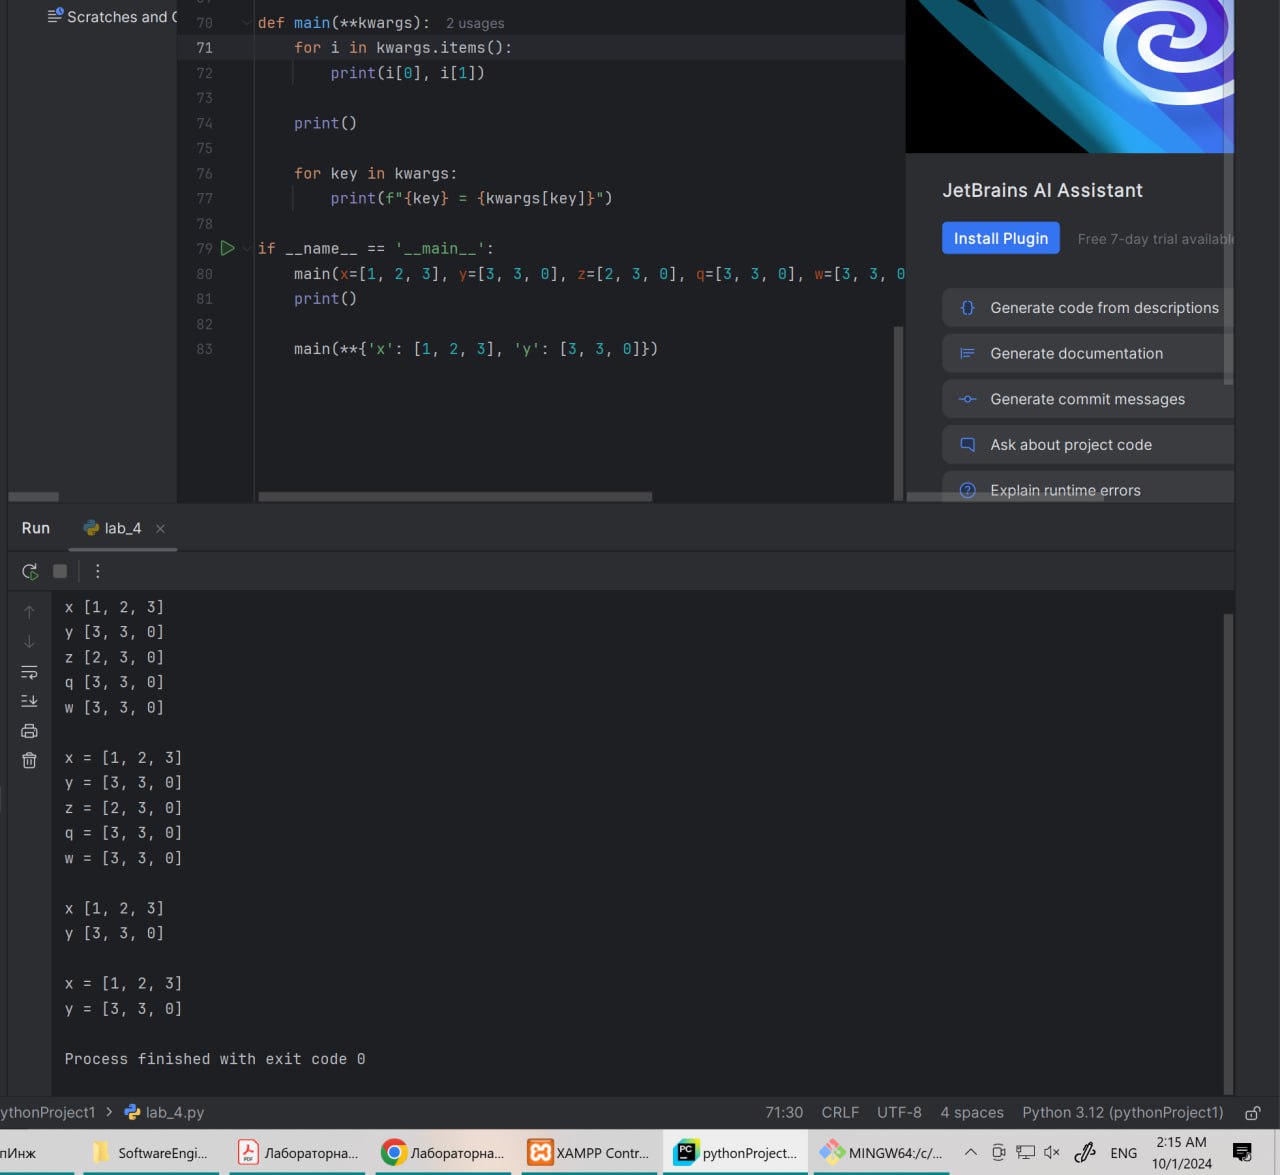 Scratches and C
70 def main(**kwargs): 2 usages
71 for i in kwargs.items():
72 print(i[0], i[1])
73
74 print()
75
76 for key in kwargs:
77 print(f"{key} = {kwargs[key]}")
78
79 if __name__ == '__main__':
80 main(x=[1, 2, 3], y=[3, 3, 0], z=[2, 3, 0], q=[3, 3, 0], w=[3, 3, 0
81 print()
82
83 main(**{'x': [1, 2, 3], 'y': [3, 3, 0]})
JetBrains AI Assistant
Install Plugin Free 7-day trial available
Generate code from descriptions
Generate documentation
Generate commit messages
Ask about project code
Explain runtime errors
Run lab_4
x [1, 2, 3]
y [3, 3, 0]
z [2, 3, 0]
q [3, 3, 0]
w [3, 3, 0]
x = [1, 2, 3]
y = [3, 3, 0]
z = [2, 3, 0]
q = [3, 3, 0]
w = [3, 3, 0]
x [1, 2, 3]
y [3, 3, 0]
x = [1, 2, 3]
y = [3, 3, 0]
Process finished with exit code 0
ythonProject1 > lab_4.py 71:30 CRLF UTF-8 4 spaces Python 3.12 (pythonProject1)
пИнж SoftwareEngi... Лабораторна... Лабораторна... XAMPP Contr... pythonProject... MINGW64:/c/... ENG 2:15 AM
10/1/2024